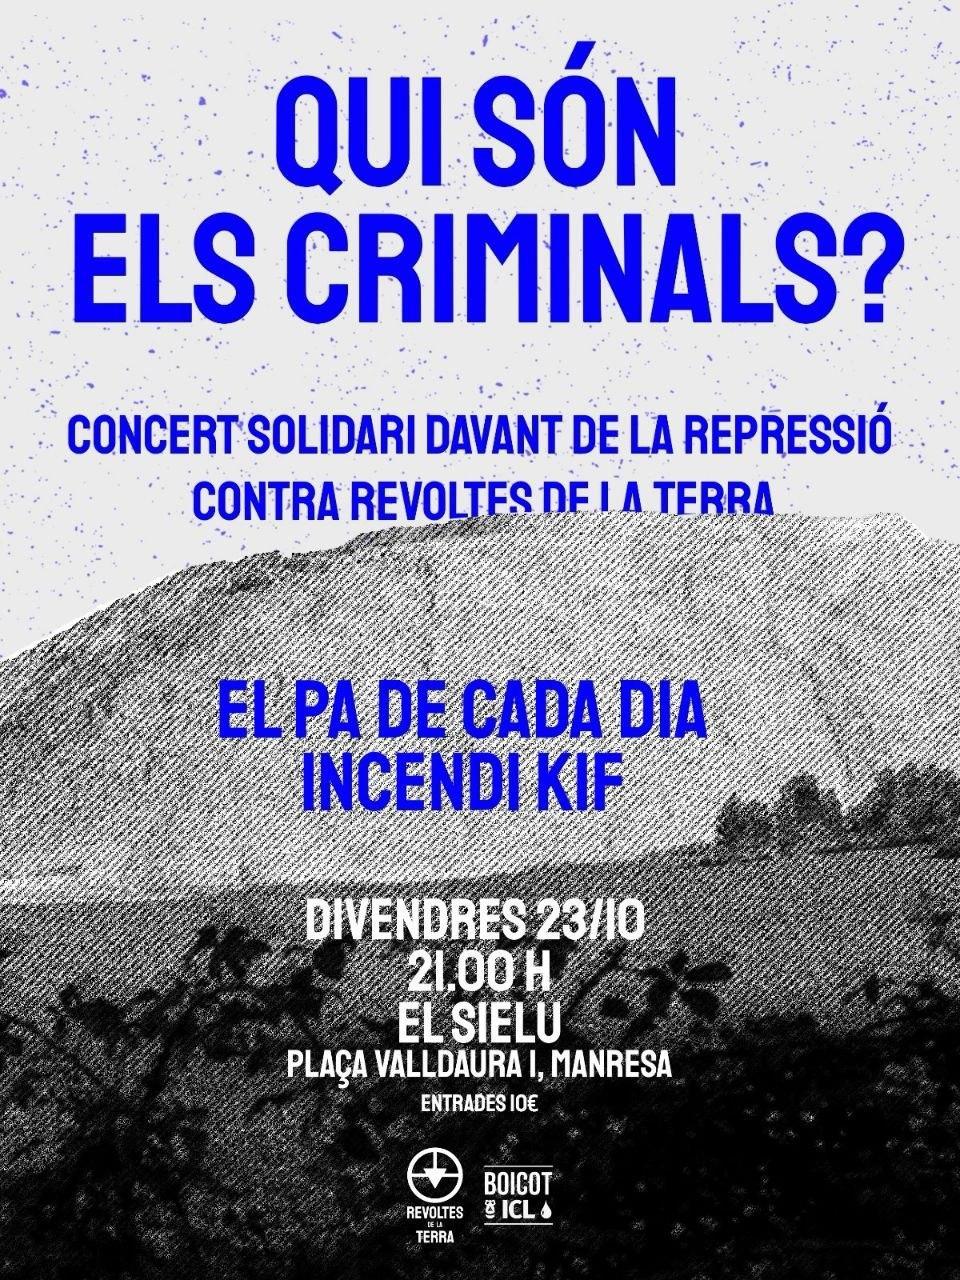 QUI SÓN
ELS CRIMINALS?
CONCERT SOLIDARI DAVANT DE LA REPRESSIÓ
CONTRA REVOLTES DE LA TERRA
EL PA DE CADA DIA
INCENDI KIF
DIVENDRES 23/10
21.00 H
EL SIELU
PLAÇA VALLDAURA 1, MANRESA
ENTRADES 10€
REVOLTES
DE LA
TERRA
BOICOT
ICL